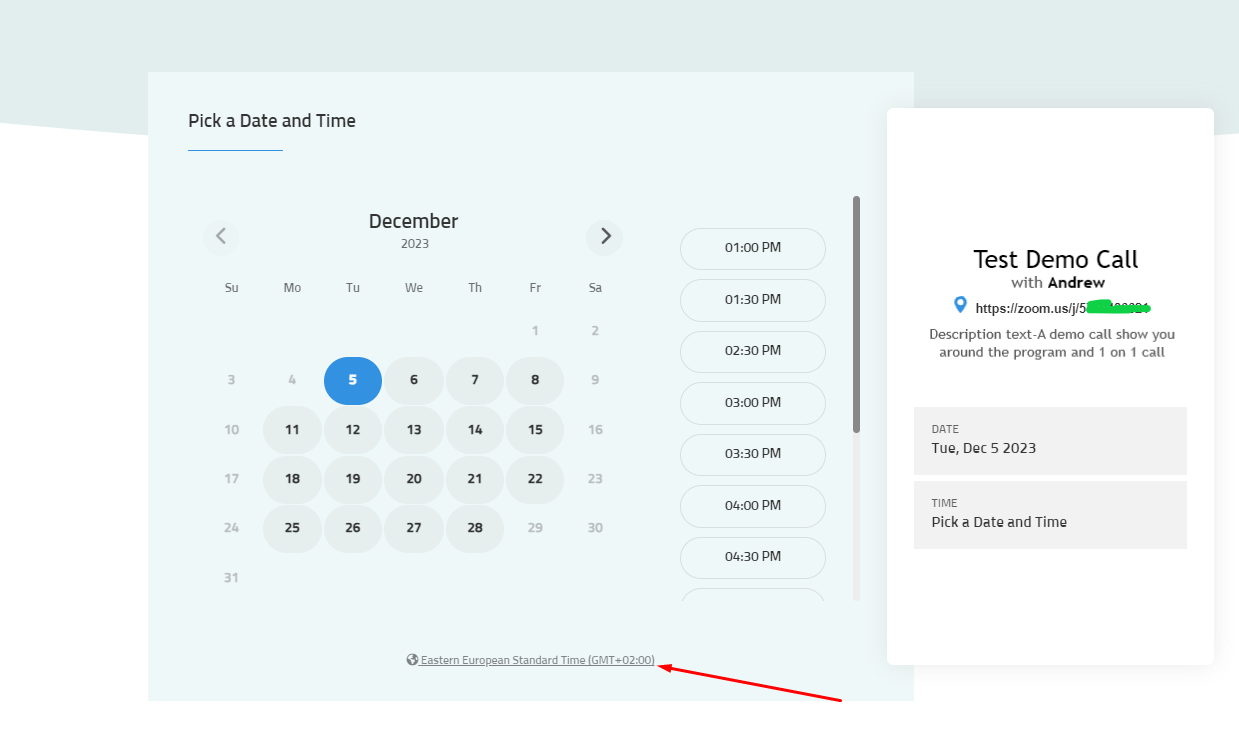 Pick a Date and Time
December
2023
Su Mo Tu We Th Fr Sa
1 2
3 4 5 6 7 8 9
10 11 12 13 14 15 16
17 18 19 20 21 22 23
24 25 26 27 28 29 30
31
01:00 PM
01:30 PM
02:30 PM
03:00 PM
03:30 PM
04:00 PM
04:30 PM
Eastern European Standard Time (GMT+02:00)
Test Demo Call
with Andrew
https://zoom.us/j/5
Description text-A demo call show you
around the program and 1 on 1 call
DATE
Tue, Dec 5 2023
TIME
Pick a Date and Time